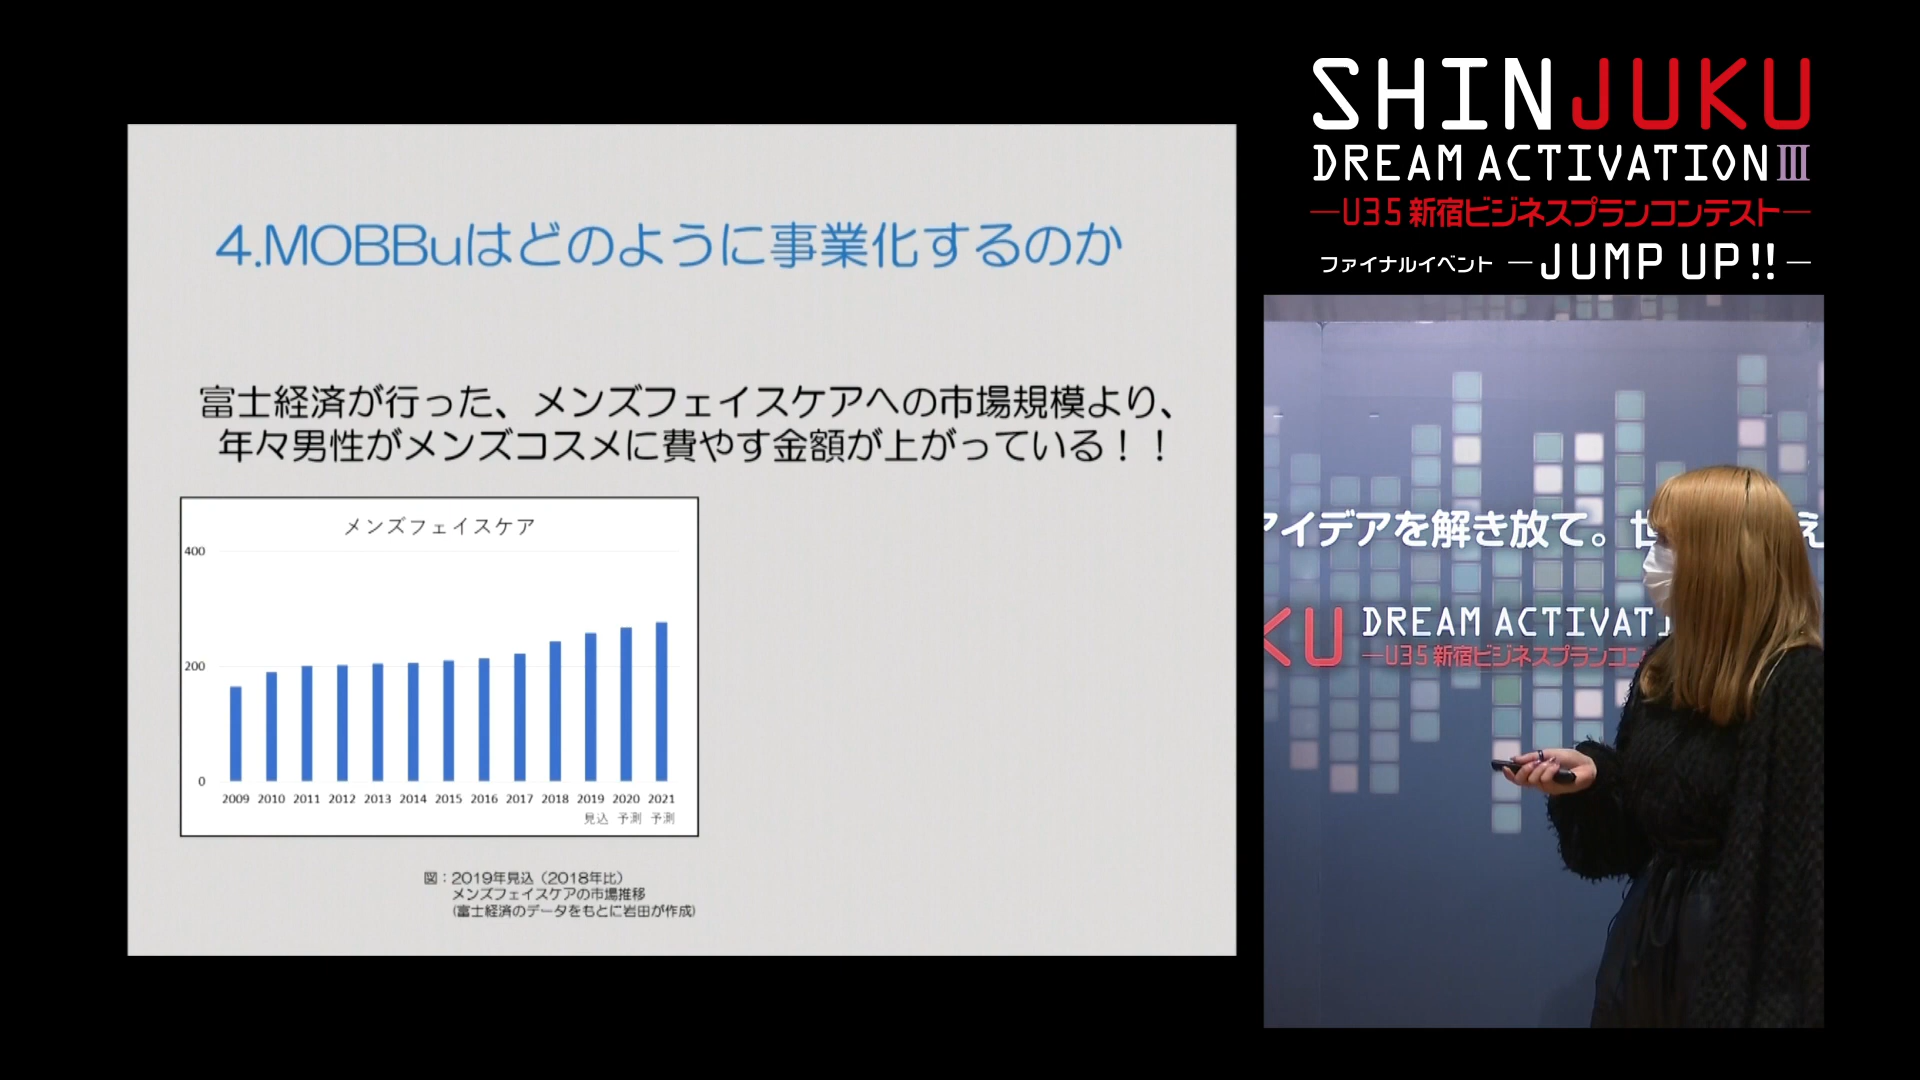 4.MOBBuはどのように事業化するのか
富士経済が行った、メンズフェイスケアへの市場規模より、
年々男性がメンズコスメに費やす金額が上がっている！！
メンズフェイスケア
400
200
0
2009 2010 2011 2012 2013 2014 2015 2016 2017 2018 2019 2020 2021
見込 予測 予測
図：2019年見込（2018年比）
メンズフェイスケアの市場推移
(富士経済のデータをもとに岩田が作成)
SHINJUKU
DREAM ACTIVATION Ⅲ
―U35 新宿ビジネスプランコンテスト―
ファイナルイベント ―JUMP UP!!―
アイデアを解き放て。
KU DREAM ACTIVAT
―U35 新宿ビジネスプランコン